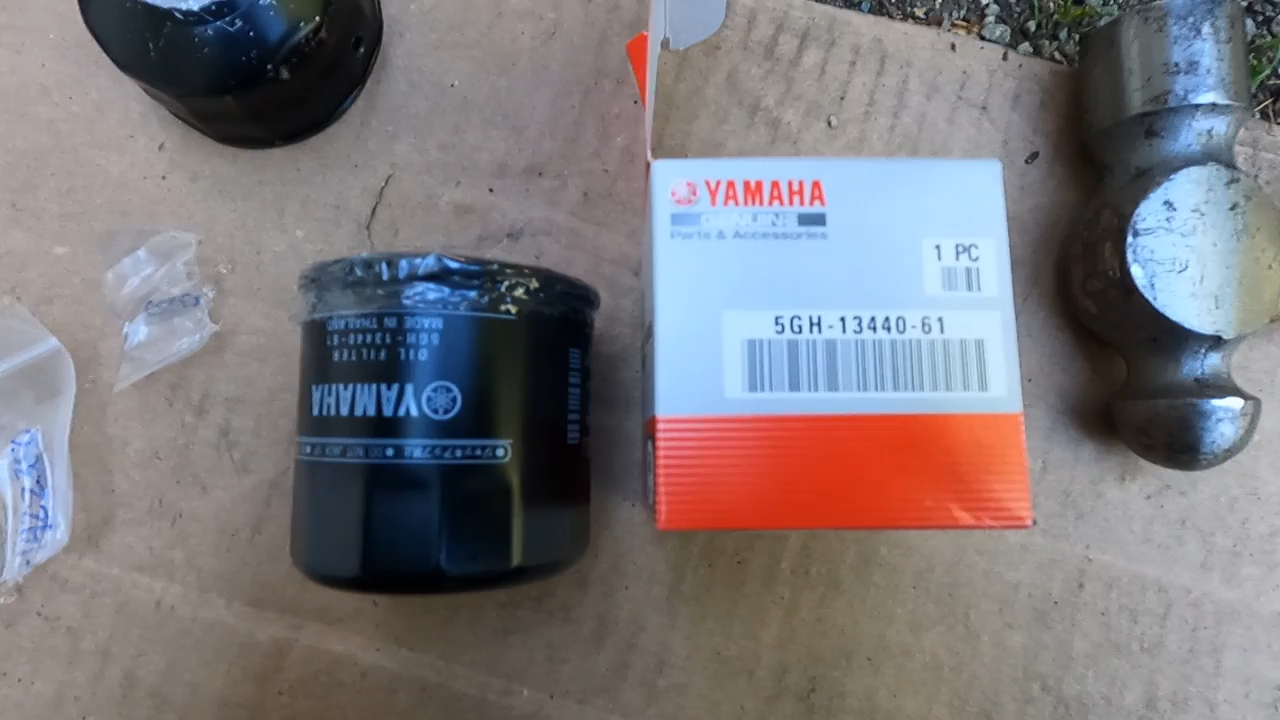 YAMAHA
GENUINE
Parts & Accessories
1 PC
5GH-13440-61
YAMAHA
OIL FILTER
5GH-13440-61
MADE IN THAILAND